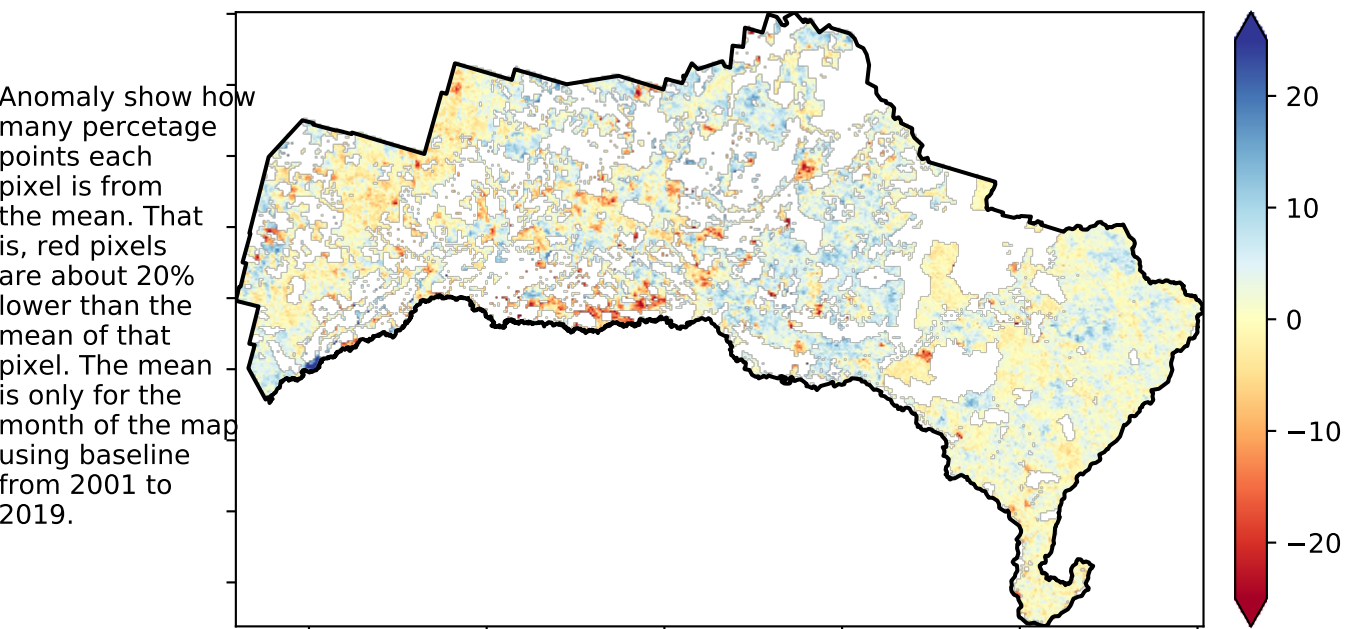 Anomaly show how
many percetage
points each
pixel is from
the mean. That
is, red pixels
are about 20%
lower than the
mean of that
pixel. The mean
is only for the
month of the map
using baseline
from 2001 to
2019.
20
10
0
−10
−20